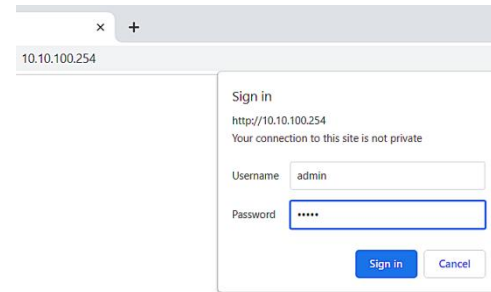 10.10.100.254
Sign in
http://10.10.100.254
Your connection to this site is not private
Username admin
Password •••••
Sign in Cancel